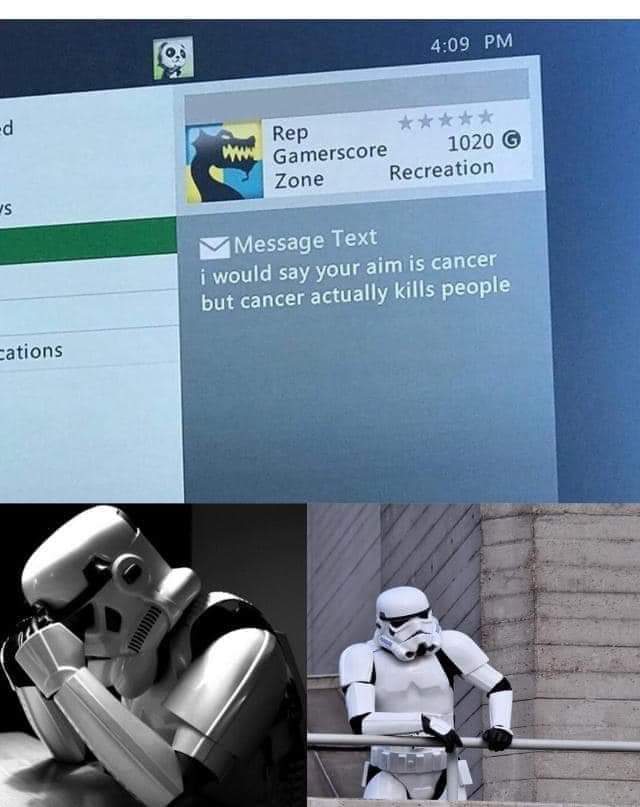 4:09 PM
ed
Rep
Gamerscore 1020 G
Zone Recreation
ys
Message Text
i would say your aim is cancer
but cancer actually kills people
cations